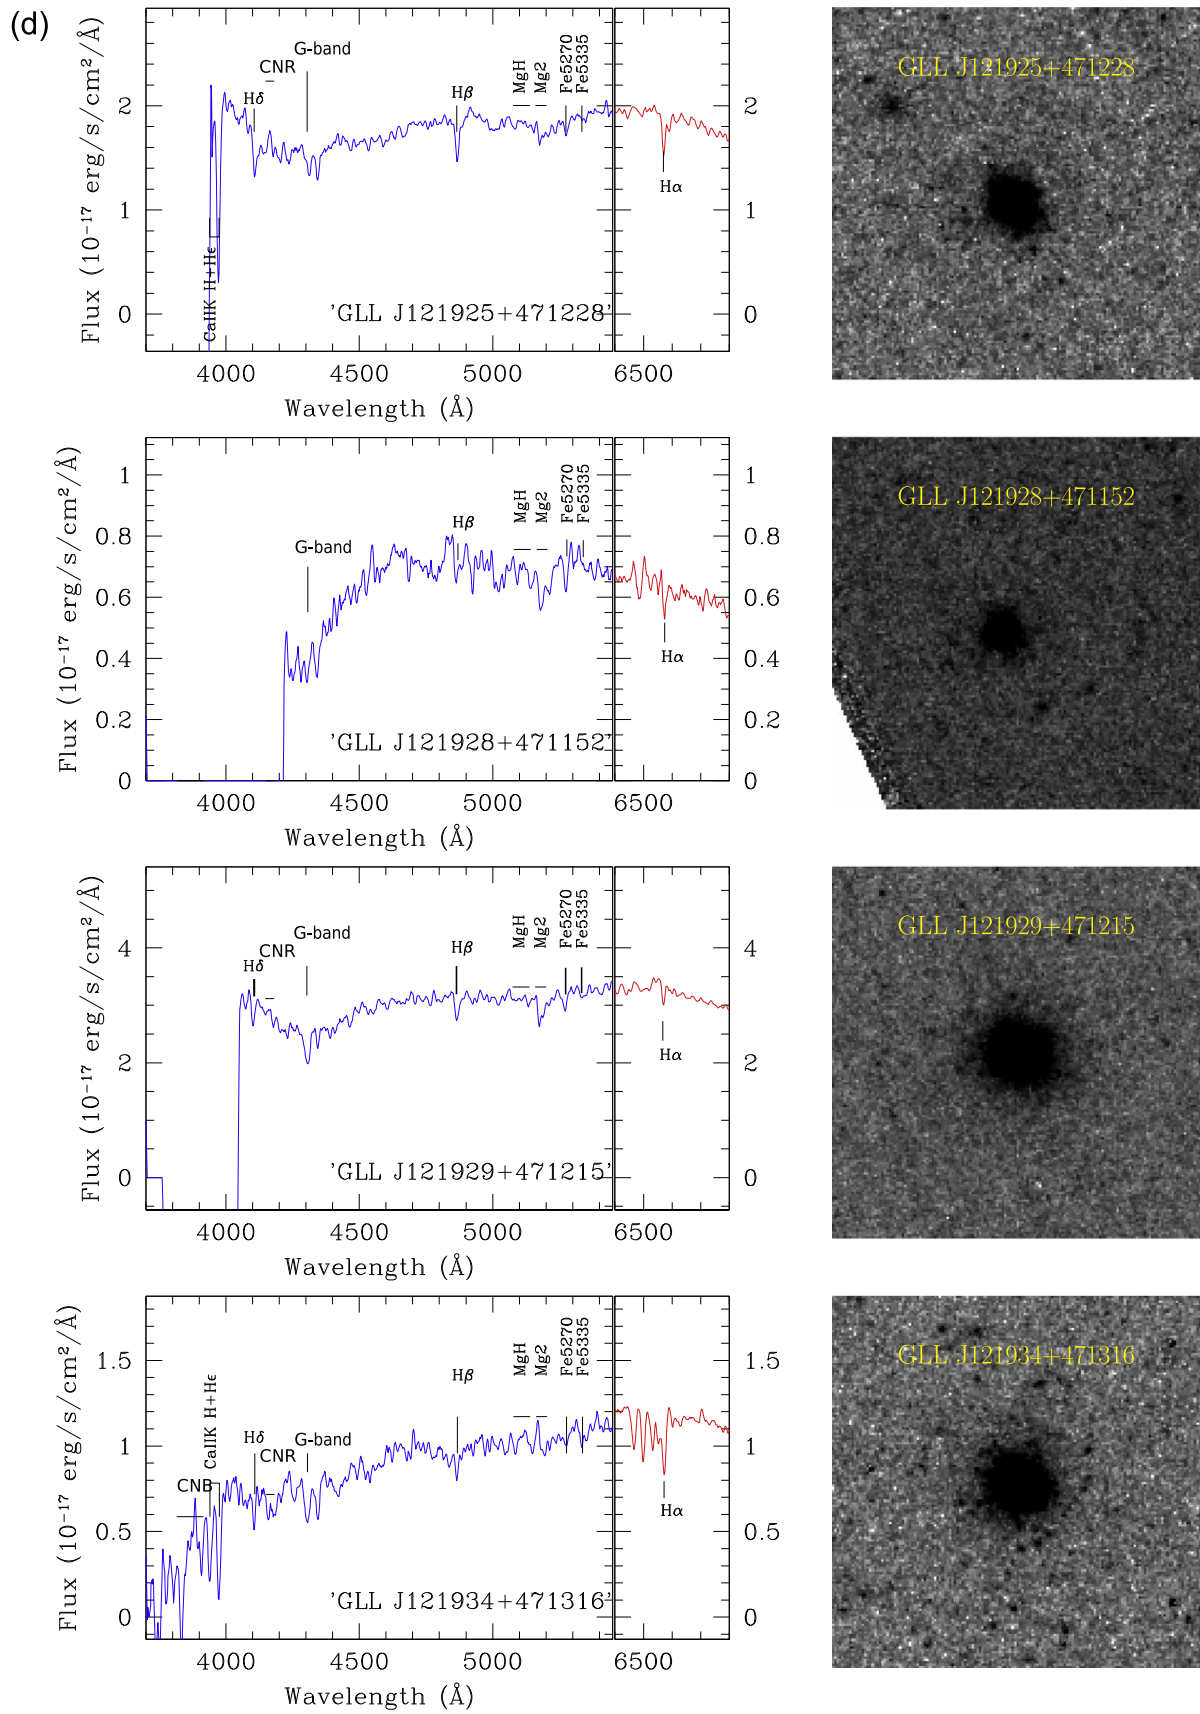 (d)
Flux (10⁻¹⁷ erg/s/cm²/Å)
2
1
0
Hδ
CNR
G-band
Hβ
MgH
Mg2
Fe5270
Fe5335
CaIIK H+Hϵ
Hα
2
1
0
'GLL J121925+471228'
4000
4500
5000
6500
Wavelength (Å)
GLL J121925+471228
Flux (10⁻¹⁷ erg/s/cm²/Å)
1
0.8
0.6
0.4
0.2
0
G-band
Hβ
MgH
Mg2
Fe5270
Fe5335
Hα
1
0.8
0.6
0.4
0.2
0
'GLL J121928+471152'
4000
4500
5000
6500
Wavelength (Å)
GLL J121928+471152
Flux (10⁻¹⁷ erg/s/cm²/Å)
4
2
0
Hδ
CNR
G-band
Hβ
MgH
Mg2
Fe5270
Fe5335
Hα
4
2
0
'GLL J121929+471215'
4000
4500
5000
6500
Wavelength (Å)
GLL J121929+471215
Flux (10⁻¹⁷ erg/s/cm²/Å)
1.5
1
0.5
0
CNB
CaIIK H+Hϵ
Hδ
CNR
G-band
Hβ
MgH
Mg2
Fe5270
Fe5335
Hα
1.5
1
0.5
0
'GLL J121934+471316'
4000
4500
5000
6500
Wavelength (Å)
GLL J121934+471316